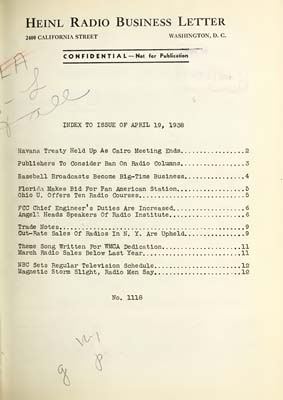 HEINL RADIO BUSINESS LETTER
2400 CALIFORNIA STREET WASHINGTON, D. C.
CONFIDENTIAL—Not for Publication
INDEX TO ISSUE OF APRIL 19, 1938
Havana Treaty Held Up As Cairo Meeting Ends.................2
Publishers To Consider Ban On Radio Columns.................3
Baseball Broadcasts Become Big-Time Business................4
Florida Makes Bid For Pan American Station..................5
Ohio U. Offers Ten Radio Courses............................5
FCC Chief Engineer's Duties Are Increased...................6
Angell Heads Speakers Of Radio Institute....................6
Trade Notes.................................................9
Cut-Rate Sales Of Radios In N. Y. Are Upheld................9
Theme Song Written For WMCA Dedication.....................11
March Radio Sales Below Last Year..........................11
NBC Sets Regular Television Schedule.......................12
Magnetic Storm Slight, Radio Men Say.......................12
No. 1118